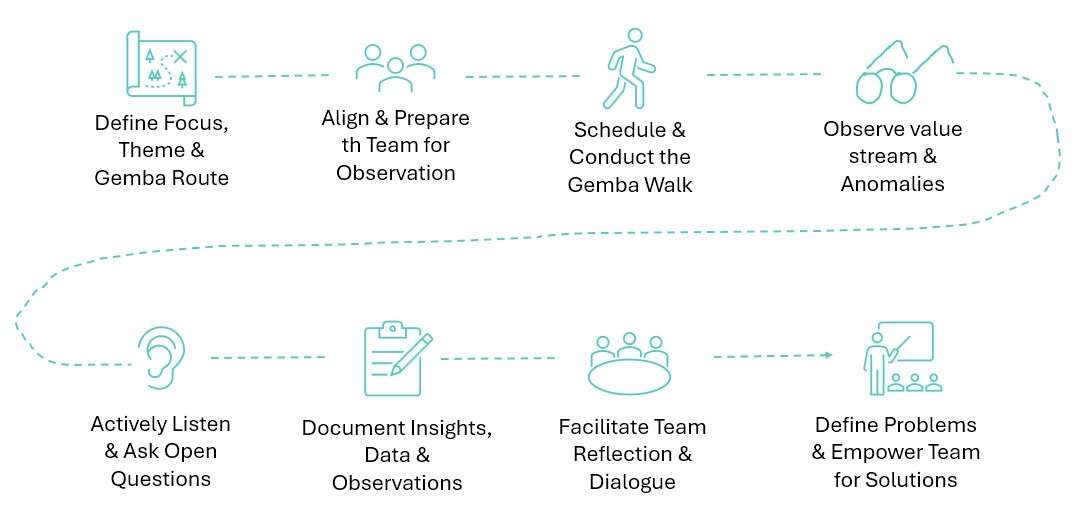 Define Focus,
Theme &
Gemba Route
Align & Prepare
th Team for
Observation
Schedule &
Conduct the
Gemba Walk
Observe value
stream &
Anomalies
Actively Listen
& Ask Open
Questions
Document Insights,
Data &
Observations
Facilitate Team
Reflection &
Dialogue
Define Problems
& Empower Team
for Solutions